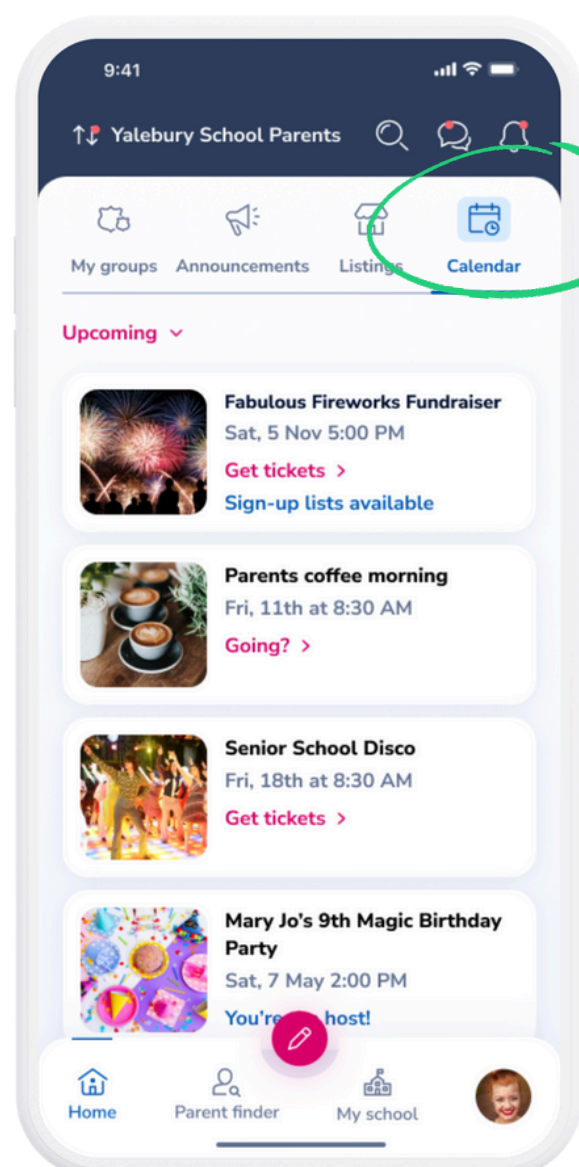 9:41
Yalebury School Parents
My groups Announcements Listings Calendar
Upcoming
Fabulous Fireworks Fundraiser
Sat, 5 Nov 5:00 PM
Get tickets >
Sign-up lists available
Parents coffee morning
Fri, 11th at 8:30 AM
Going? >
Senior School Disco
Fri, 18th at 8:30 AM
Get tickets >
Mary Jo's 9th Magic Birthday
Party
Sat, 7 May 2:00 PM
You're host!
Home Parent finder My school